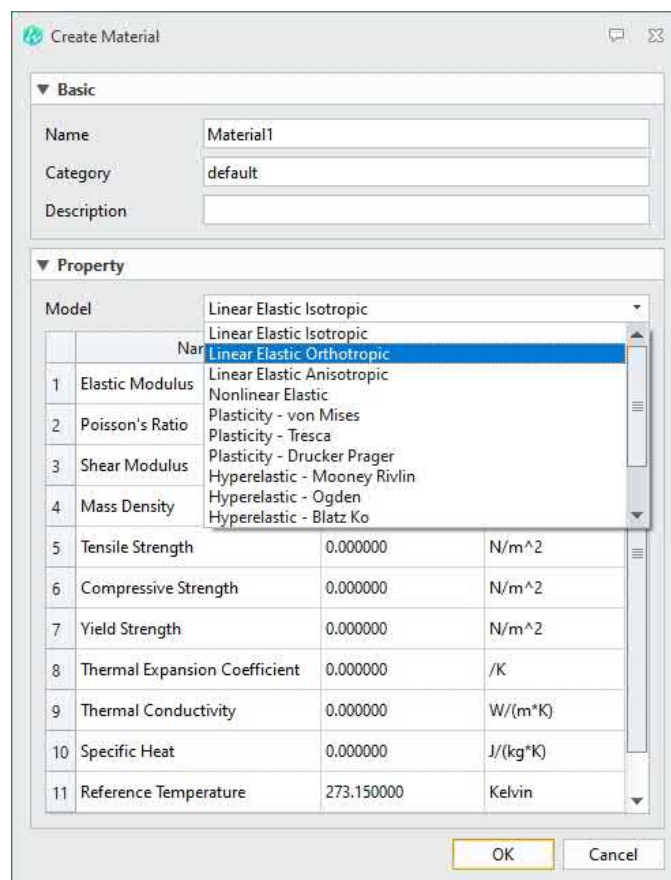 Create Material
Basic
Name Material1
Category default
Description
Property
Model Linear Elastic Isotropic
Linear Elastic Isotropic
Linear Elastic Orthotropic
Linear Elastic Anisotropic
Nonlinear Elastic
Plasticity - von Mises
Plasticity - Tresca
Plasticity - Drucker Prager
Hyperelastic - Mooney Rivlin
Hyperelastic - Ogden
Hyperelastic - Blatz Ko
Nar
1 Elastic Modulus
2 Poisson's Ratio
3 Shear Modulus
4 Mass Density
5 Tensile Strength 0.000000 N/m^2
6 Compressive Strength 0.000000 N/m^2
7 Yield Strength 0.000000 N/m^2
8 Thermal Expansion Coefficient 0.000000 /K
9 Thermal Conductivity 0.000000 W/(m*K)
10 Specific Heat 0.000000 J/(kg*K)
11 Reference Temperature 273.150000 Kelvin
OK Cancel